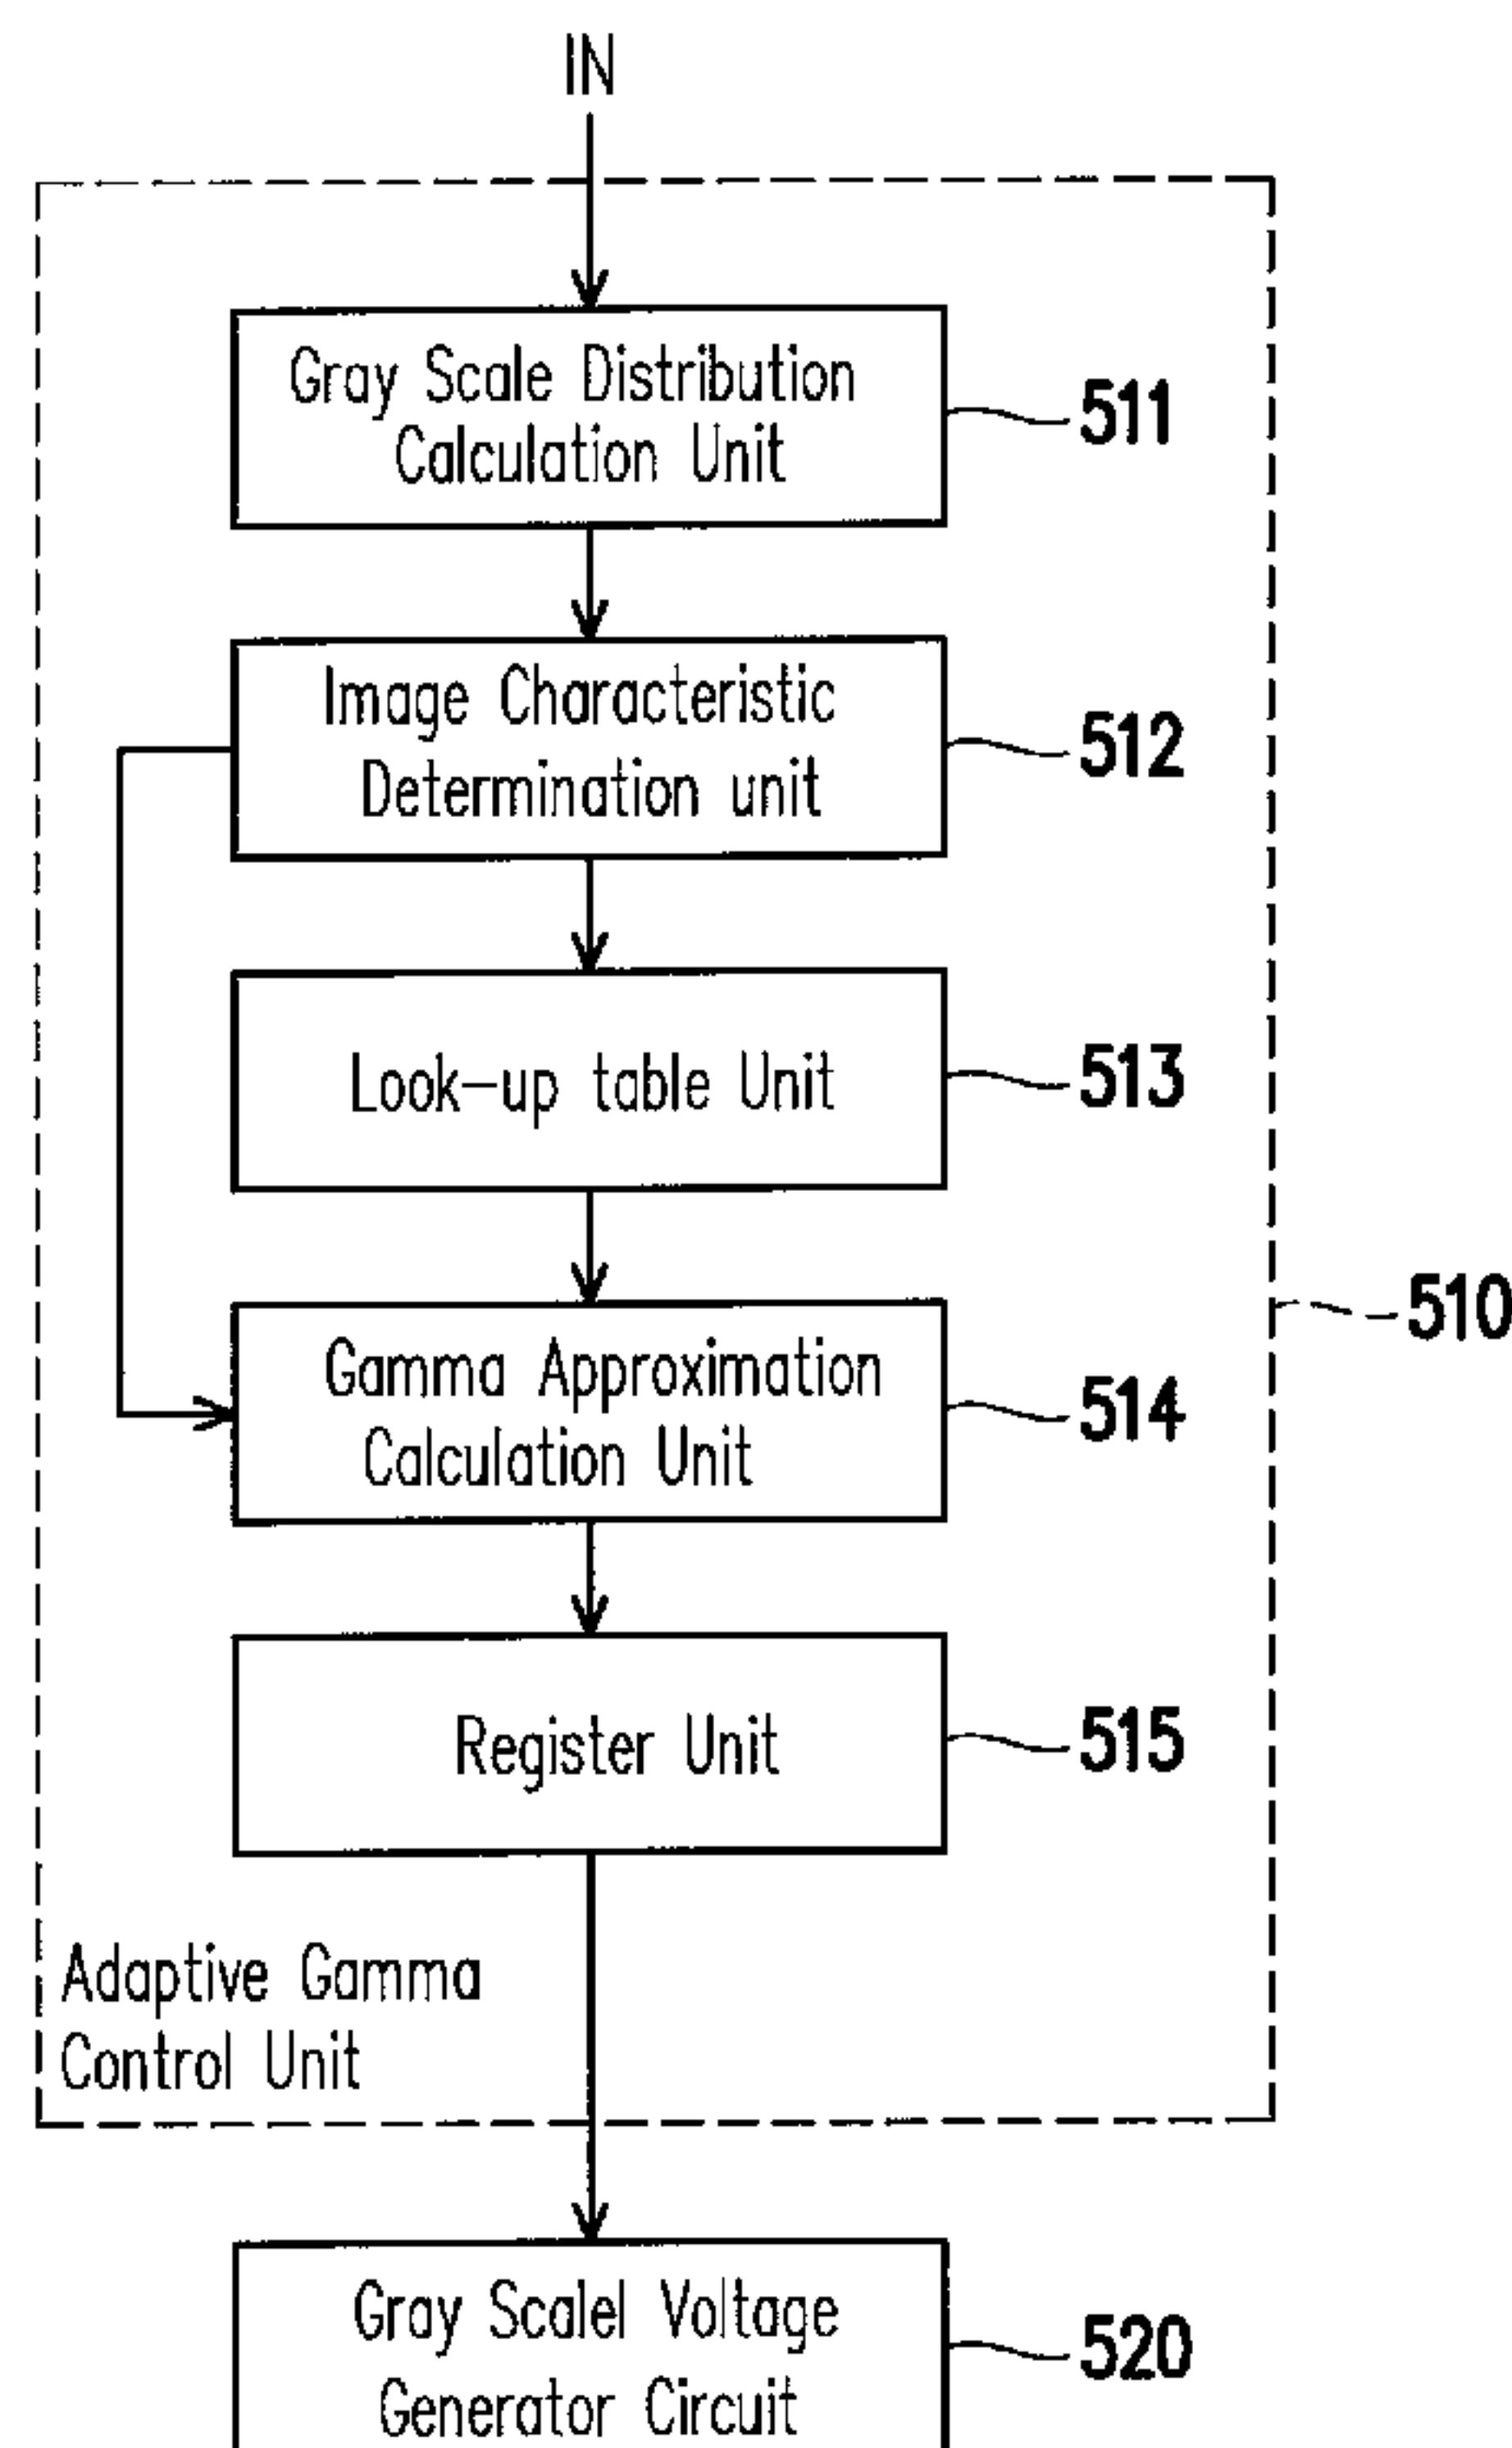 IN
Gray Scale Distribution
Calculation Unit
511
Image Characteristic
Determination unit
512
Look-up table Unit
513
510
Gamma Approximation
Calculation Unit
514
Register Unit
515
Adaptive Gamma
Control Unit
Gray Scalel Voltage
Generator Circuit
520